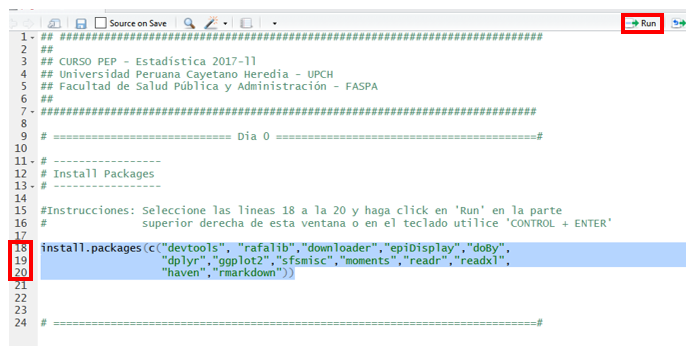 Source on Save Run
1 ## ###########################################################################
2 ##
3 ## CURSO PEP - Estadística 2017-ll
4 ## Universidad Peruana Cayetano Heredia - UPCH
5 ## Facultad de Salud Pública y Administración - FASPA
6 ##
7 #############################################################################
8
9 # ============================ Dia 0 =========================================#
10
11 # -----------------
12 # Install Packages
13 # -----------------
14
15 #Instrucciones: Seleccione las lineas 18 a la 20 y haga click en 'Run' en la parte
16 # superior derecha de esta ventana o en el teclado utilice 'CONTROL + ENTER'
17
18 install.packages(c("devtools", "rafalib","downloader","epiDisplay","doBy",
19 "dplyr","ggplot2","sfsmisc","moments","readr","readxl",
20 "haven","rmarkdown"))
21
22
23
24 # ============================================================================#